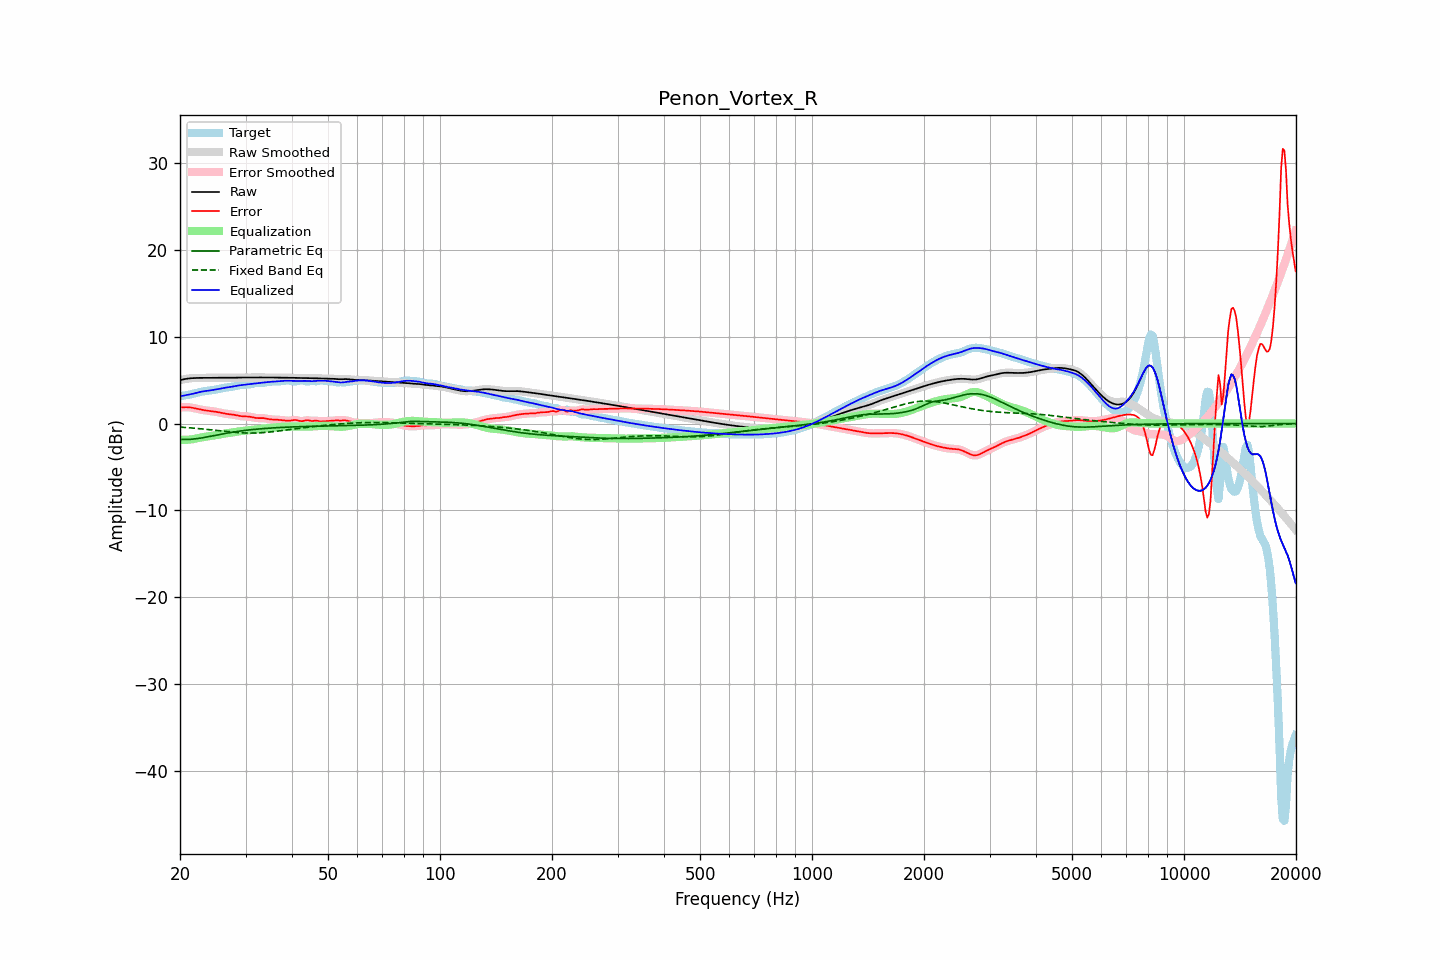 Penon_Vortex_R
Target
Raw Smoothed
Error Smoothed
Raw
Error
Equalization
Parametric Eq
Fixed Band Eq
Equalized
30
20
10
0
−10
−20
−30
−40
Amplitude (dBr)
20
50
100
200
500
1000
2000
5000
10000
20000
Frequency (Hz)